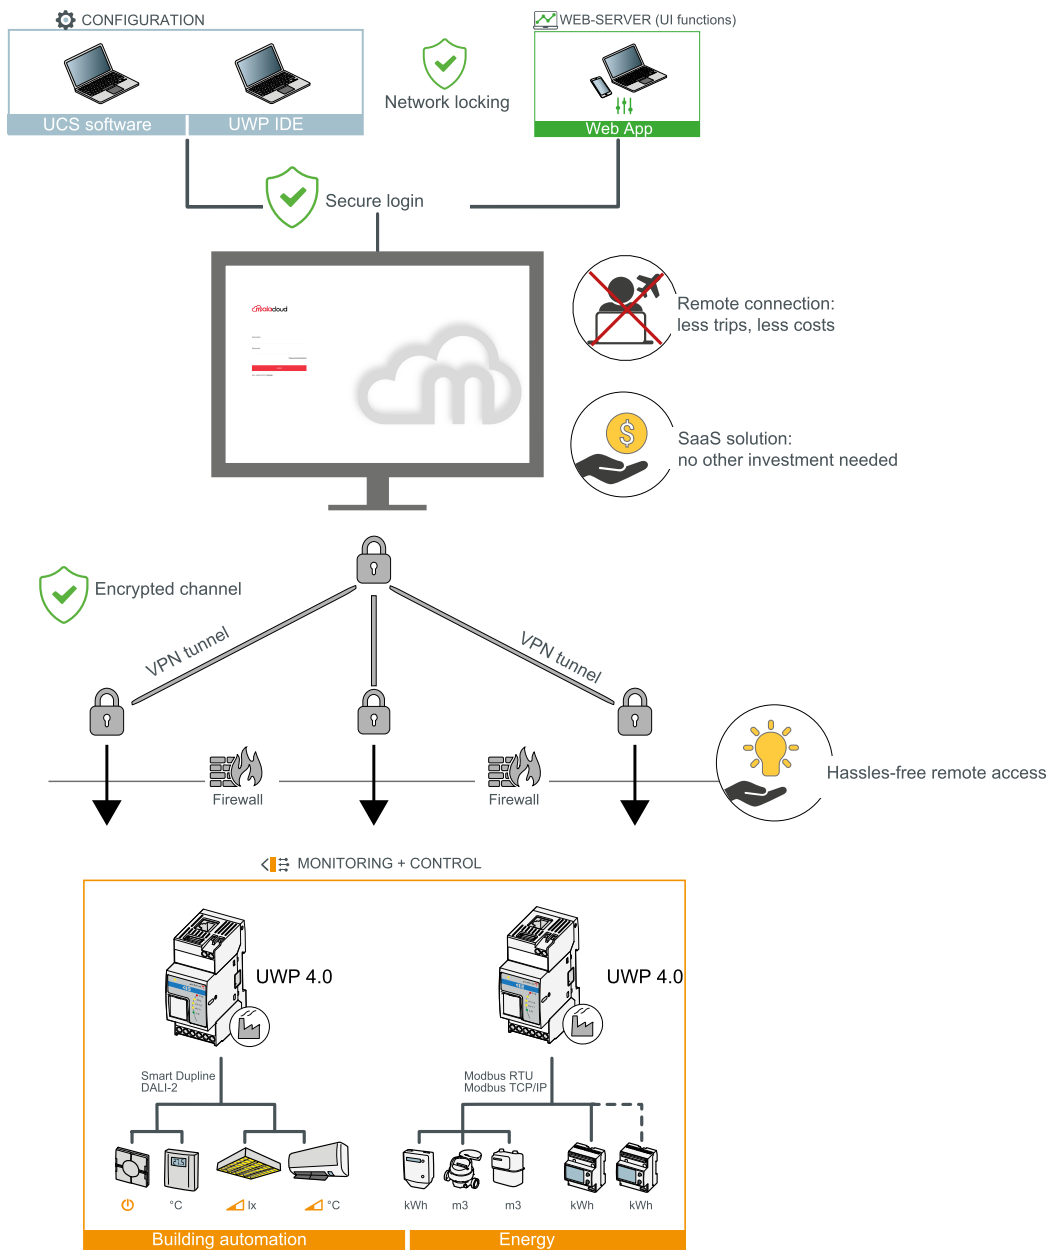 CONFIGURATION
WEB-SERVER (UI functions)
Network locking
UCS software
UWP IDE
Web App
Secure login
maiacloud
Remote connection:
less trips, less costs
SaaS solution:
no other investment needed
Encrypted channel
VPN tunnel
VPN tunnel
Firewall
Firewall
Hassles-free remote access
MONITORING + CONTROL
UWP 4.0
UWP 4.0
Smart Dupline
DALI-2
Modbus RTU
Modbus TCP/IP
°C
lx
°C
kWh
m3
m3
kWh
kWh
Building automation
Energy